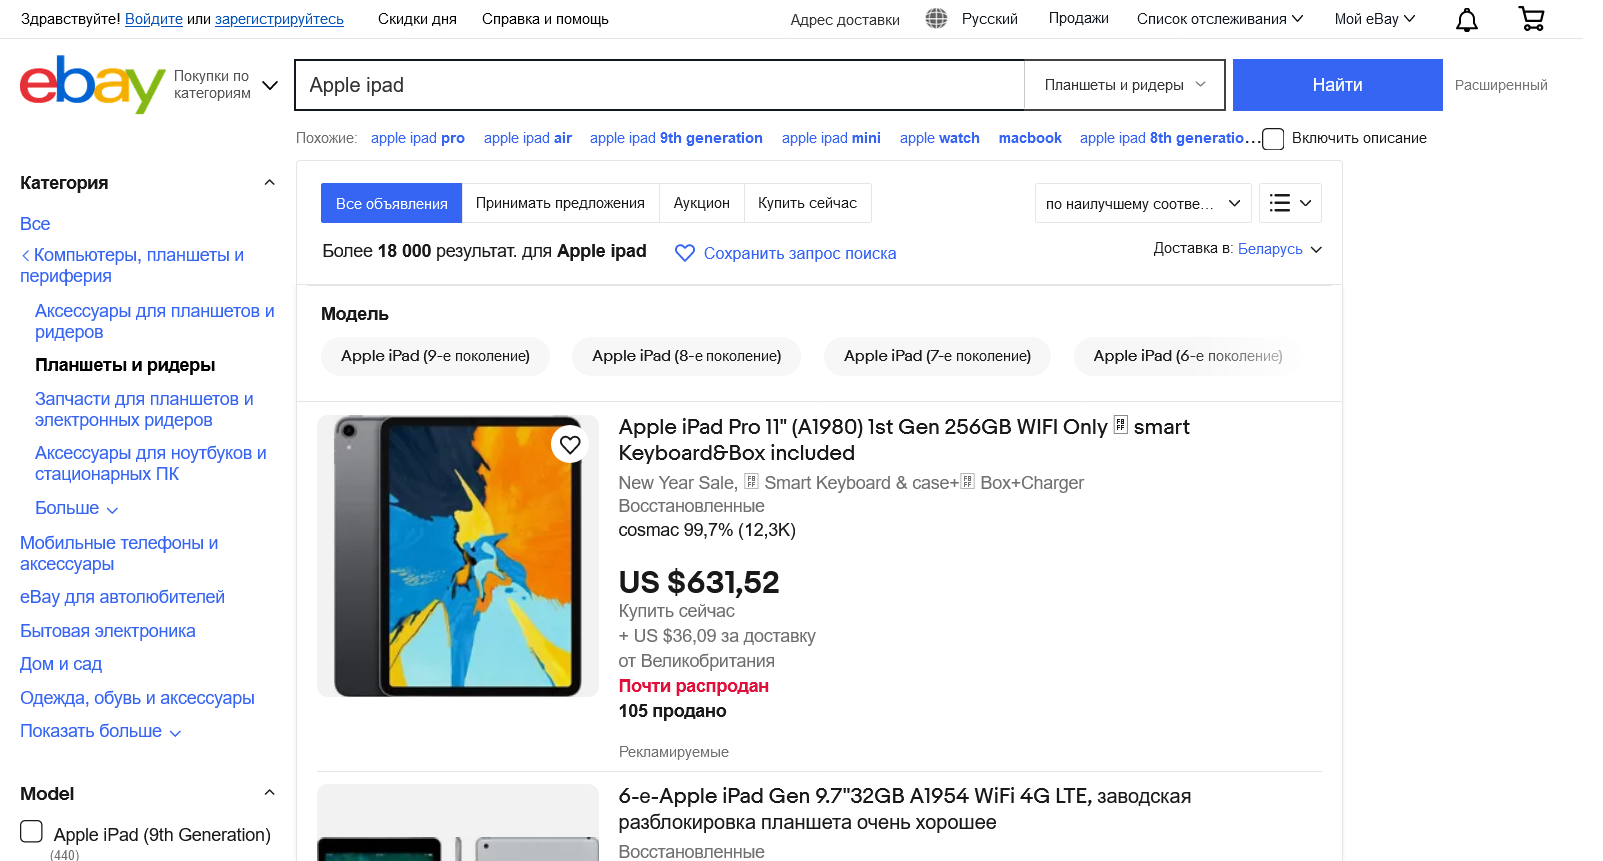 Здравствуйте! Войдите или зарегистрируйтесь Скидки дня Справка и помощь Адрес доставки Русский Продажи Список отслеживания Мой eBay
ebay Покупки по категориям Apple ipad Планшеты и ридеры Найти Расширенный
Похожие: apple ipad pro apple ipad air apple ipad 9th generation apple ipad mini apple watch macbook apple ipad 8th generatio... Включить описание
Категория
Все
Компьютеры, планшеты и
периферия
Аксессуары для планшетов и
ридеров
Планшеты и ридеры
Запчасти для планшетов и
электронных ридеров
Аксессуары для ноутбуков и
стационарных ПК
Больше
Мобильные телефоны и
аксессуары
eBay для автолюбителей
Бытовая электроника
Дом и сад
Одежда, обувь и аксессуары
Показать больше
Model
Apple iPad (9th Generation)
(440)
Все объявления Принимать предложения Аукцион Купить сейчас по наилучшему соотве...
Более 18 000 результат. для Apple ipad Сохранить запрос поиска Доставка в: Беларусь
Модель
Apple iPad (9-е поколение) Apple iPad (8-е поколение) Apple iPad (7-е поколение) Apple iPad (6-е поколение)
Apple iPad Pro 11" (A1980) 1st Gen 256GB WIFI Only smart
Keyboard&Box included
New Year Sale, Smart Keyboard & case+ Box+Charger
Восстановленные
cosmac 99,7% (12,3K)
US $631,52
Купить сейчас
+ US $36,09 за доставку
от Великобритания
Почти распродан
105 продано
Рекламируемые
6-е-Apple iPad Gen 9.7"32GB A1954 WiFi 4G LTE, заводская
разблокировка планшета очень хорошее
Восстановленные